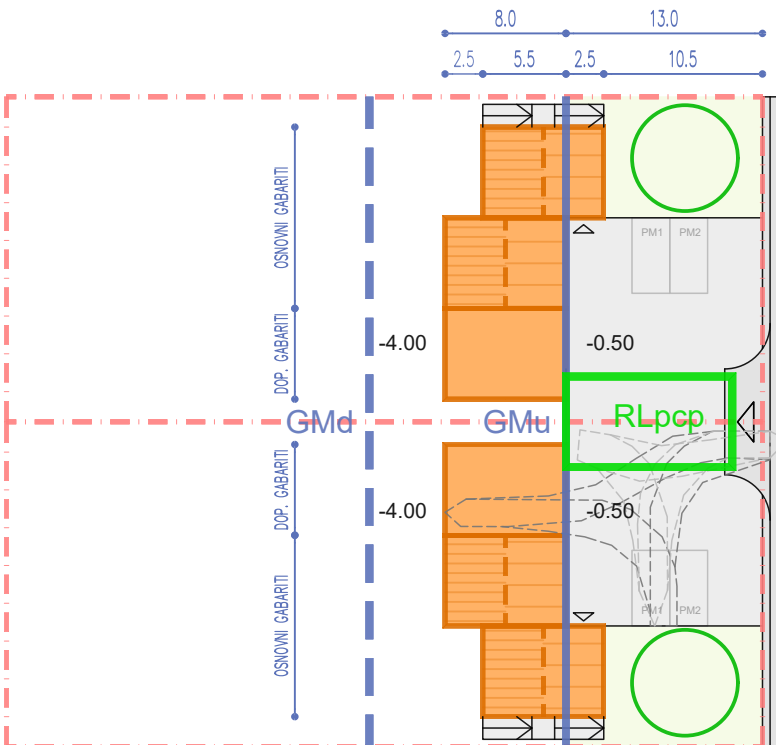 8.0 13.0
2.5 5.5 2.5 10.5
OSNOVNI GABARITI
PM1 PM2
DOP. GABARITI
-4.00 -0.50
GMd GMu RLpcp
DOP. GABARITI
-4.00 -0.50
OSNOVNI GABARITI
PM1 PM2